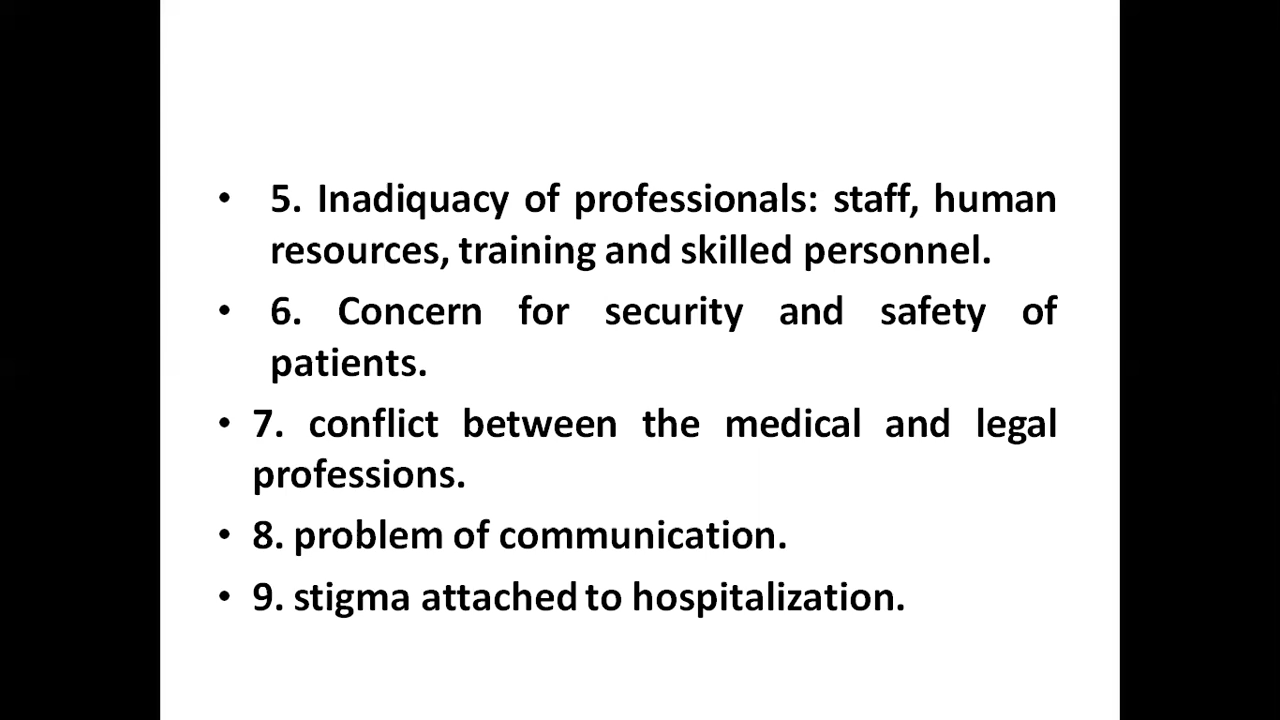 • 5. Inadiquacy of professionals: staff, human
resources, training and skilled personnel.
• 6. Concern for security and safety of
patients.
• 7. conflict between the medical and legal
professions.
• 8. problem of communication.
• 9. stigma attached to hospitalization.